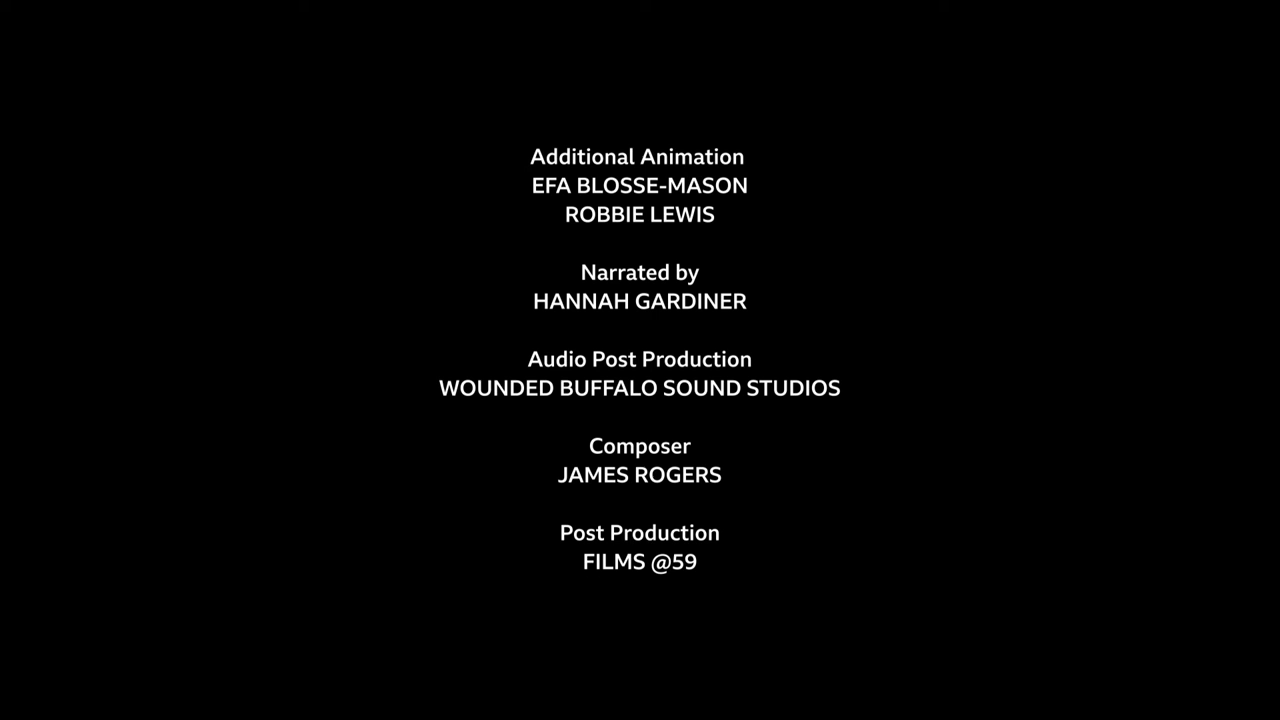 Additional Animation
EFA BLOSSE-MASON
ROBBIE LEWIS
Narrated by
HANNAH GARDINER
Audio Post Production
WOUNDED BUFFALO SOUND STUDIOS
Composer
JAMES ROGERS
Post Production
FILMS @59